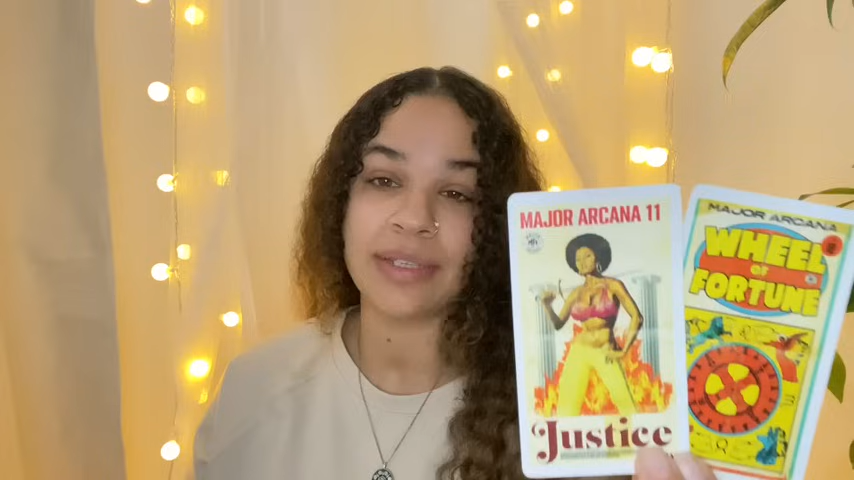 MAJOR ARCANA 11
Justice
MAJOR ARCANA
WHEEL
of
FORTUNE